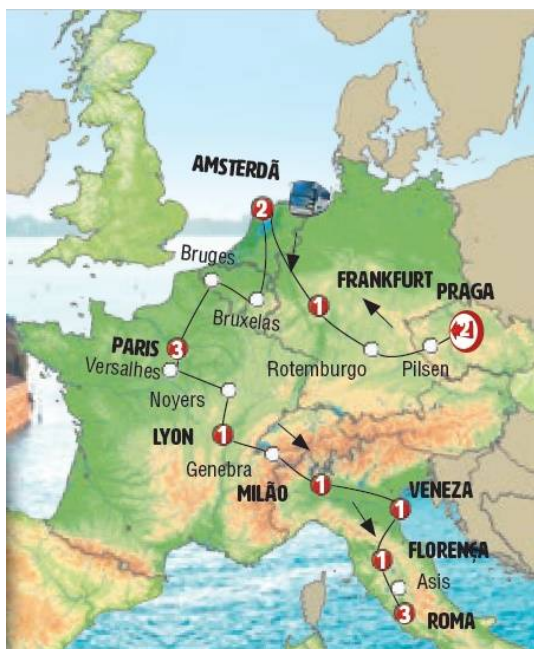 AMSTERDÃ
2
Bruges
FRANKFURT
PRAGA
1
2
Bruxelas
PARIS
3
Versalhes
Rotemburgo
Pilsen
Noyers
LYON
1
Genebra
MILÃO
1
VENEZA
1
FLORENÇA
1
Asis
3
ROMA